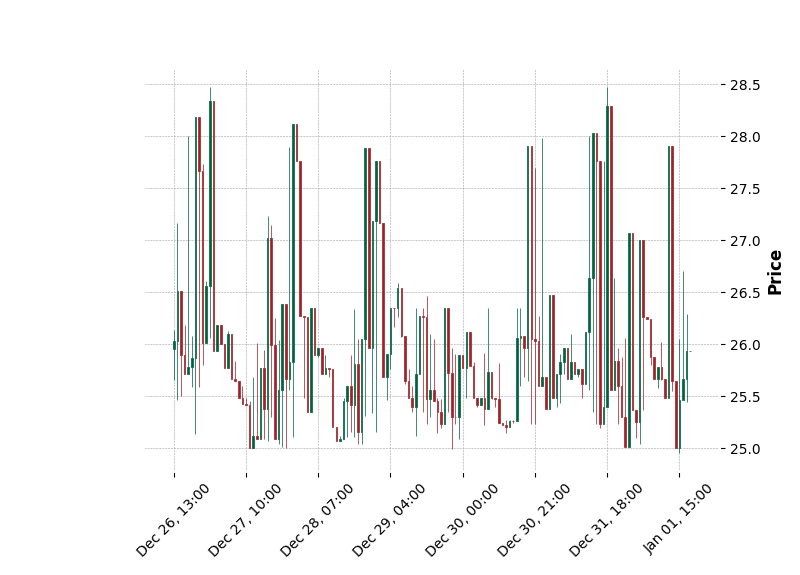 28.5
28.0
27.5
27.0
26.5
26.0
25.5
25.0
Price
Dec 26, 13:00
Dec 27, 10:00
Dec 28, 07:00
Dec 29, 04:00
Dec 30, 00:00
Dec 30, 21:00
Dec 31, 18:00
Jan 01, 15:00